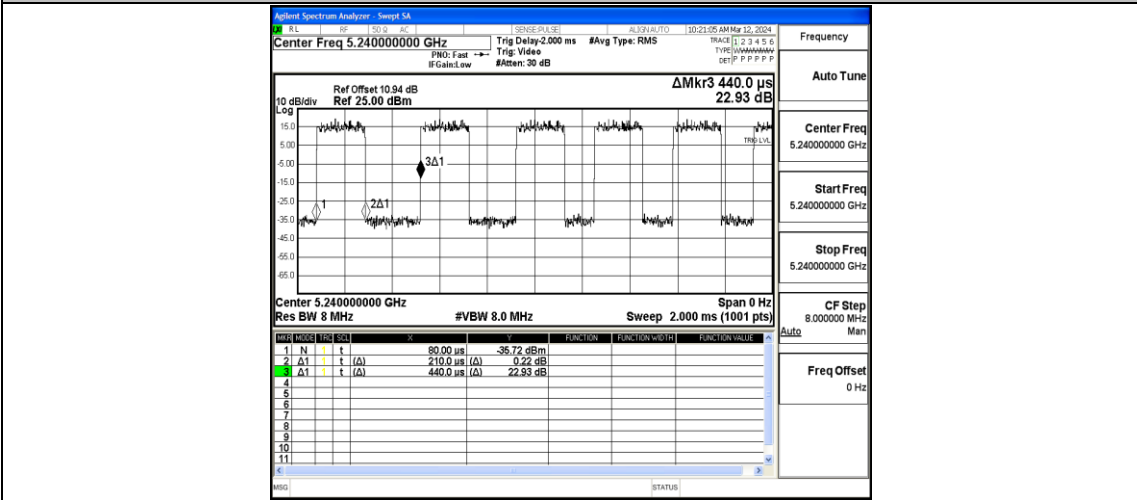 Agilent Spectrum Analyzer - Swept SA
RL RF 50 Ω AC SENSE:PULSE ALIGN AUTO 10:21:05 AM Mar 12, 2024
Center Freq 5.240000000 GHz
PNO: Fast
IFGain:Low
Trig Delay-2.000 ms
Trig: Video
#Atten: 30 dB
#Avg Type: RMS
TRACE 1 2 3 4 5 6
TYPE WWWWWW
DET P P P P P P
ΔMkr3 440.0 µs
22.93 dB
Ref Offset 10.94 dB
10 dB/div Ref 25.00 dBm
Log
15.0
5.00
TRIG LVL
-5.00
3Δ1
-15.0
-25.0
1
2Δ1
-35.0
-45.0
-55.0
-65.0
Center 5.240000000 GHz Span 0 Hz
Res BW 8 MHz #VBW 8.0 MHz Sweep 2.000 ms (1001 pts)
MKR MODE TRC SCL X Y FUNCTION FUNCTION WIDTH FUNCTION VALUE
1 N 1 t 80.00 µs -35.72 dBm
2 Δ1 1 t (Δ) 210.0 µs (Δ) 0.22 dB
3 Δ1 1 t (Δ) 440.0 µs (Δ) 22.93 dB
4
5
6
7
8
9
10
11
MSG STATUS
Frequency
Auto Tune
Center Freq
5.240000000 GHz
Start Freq
5.240000000 GHz
Stop Freq
5.240000000 GHz
CF Step
8.000000 MHz
Auto Man
Freq Offset
0 Hz